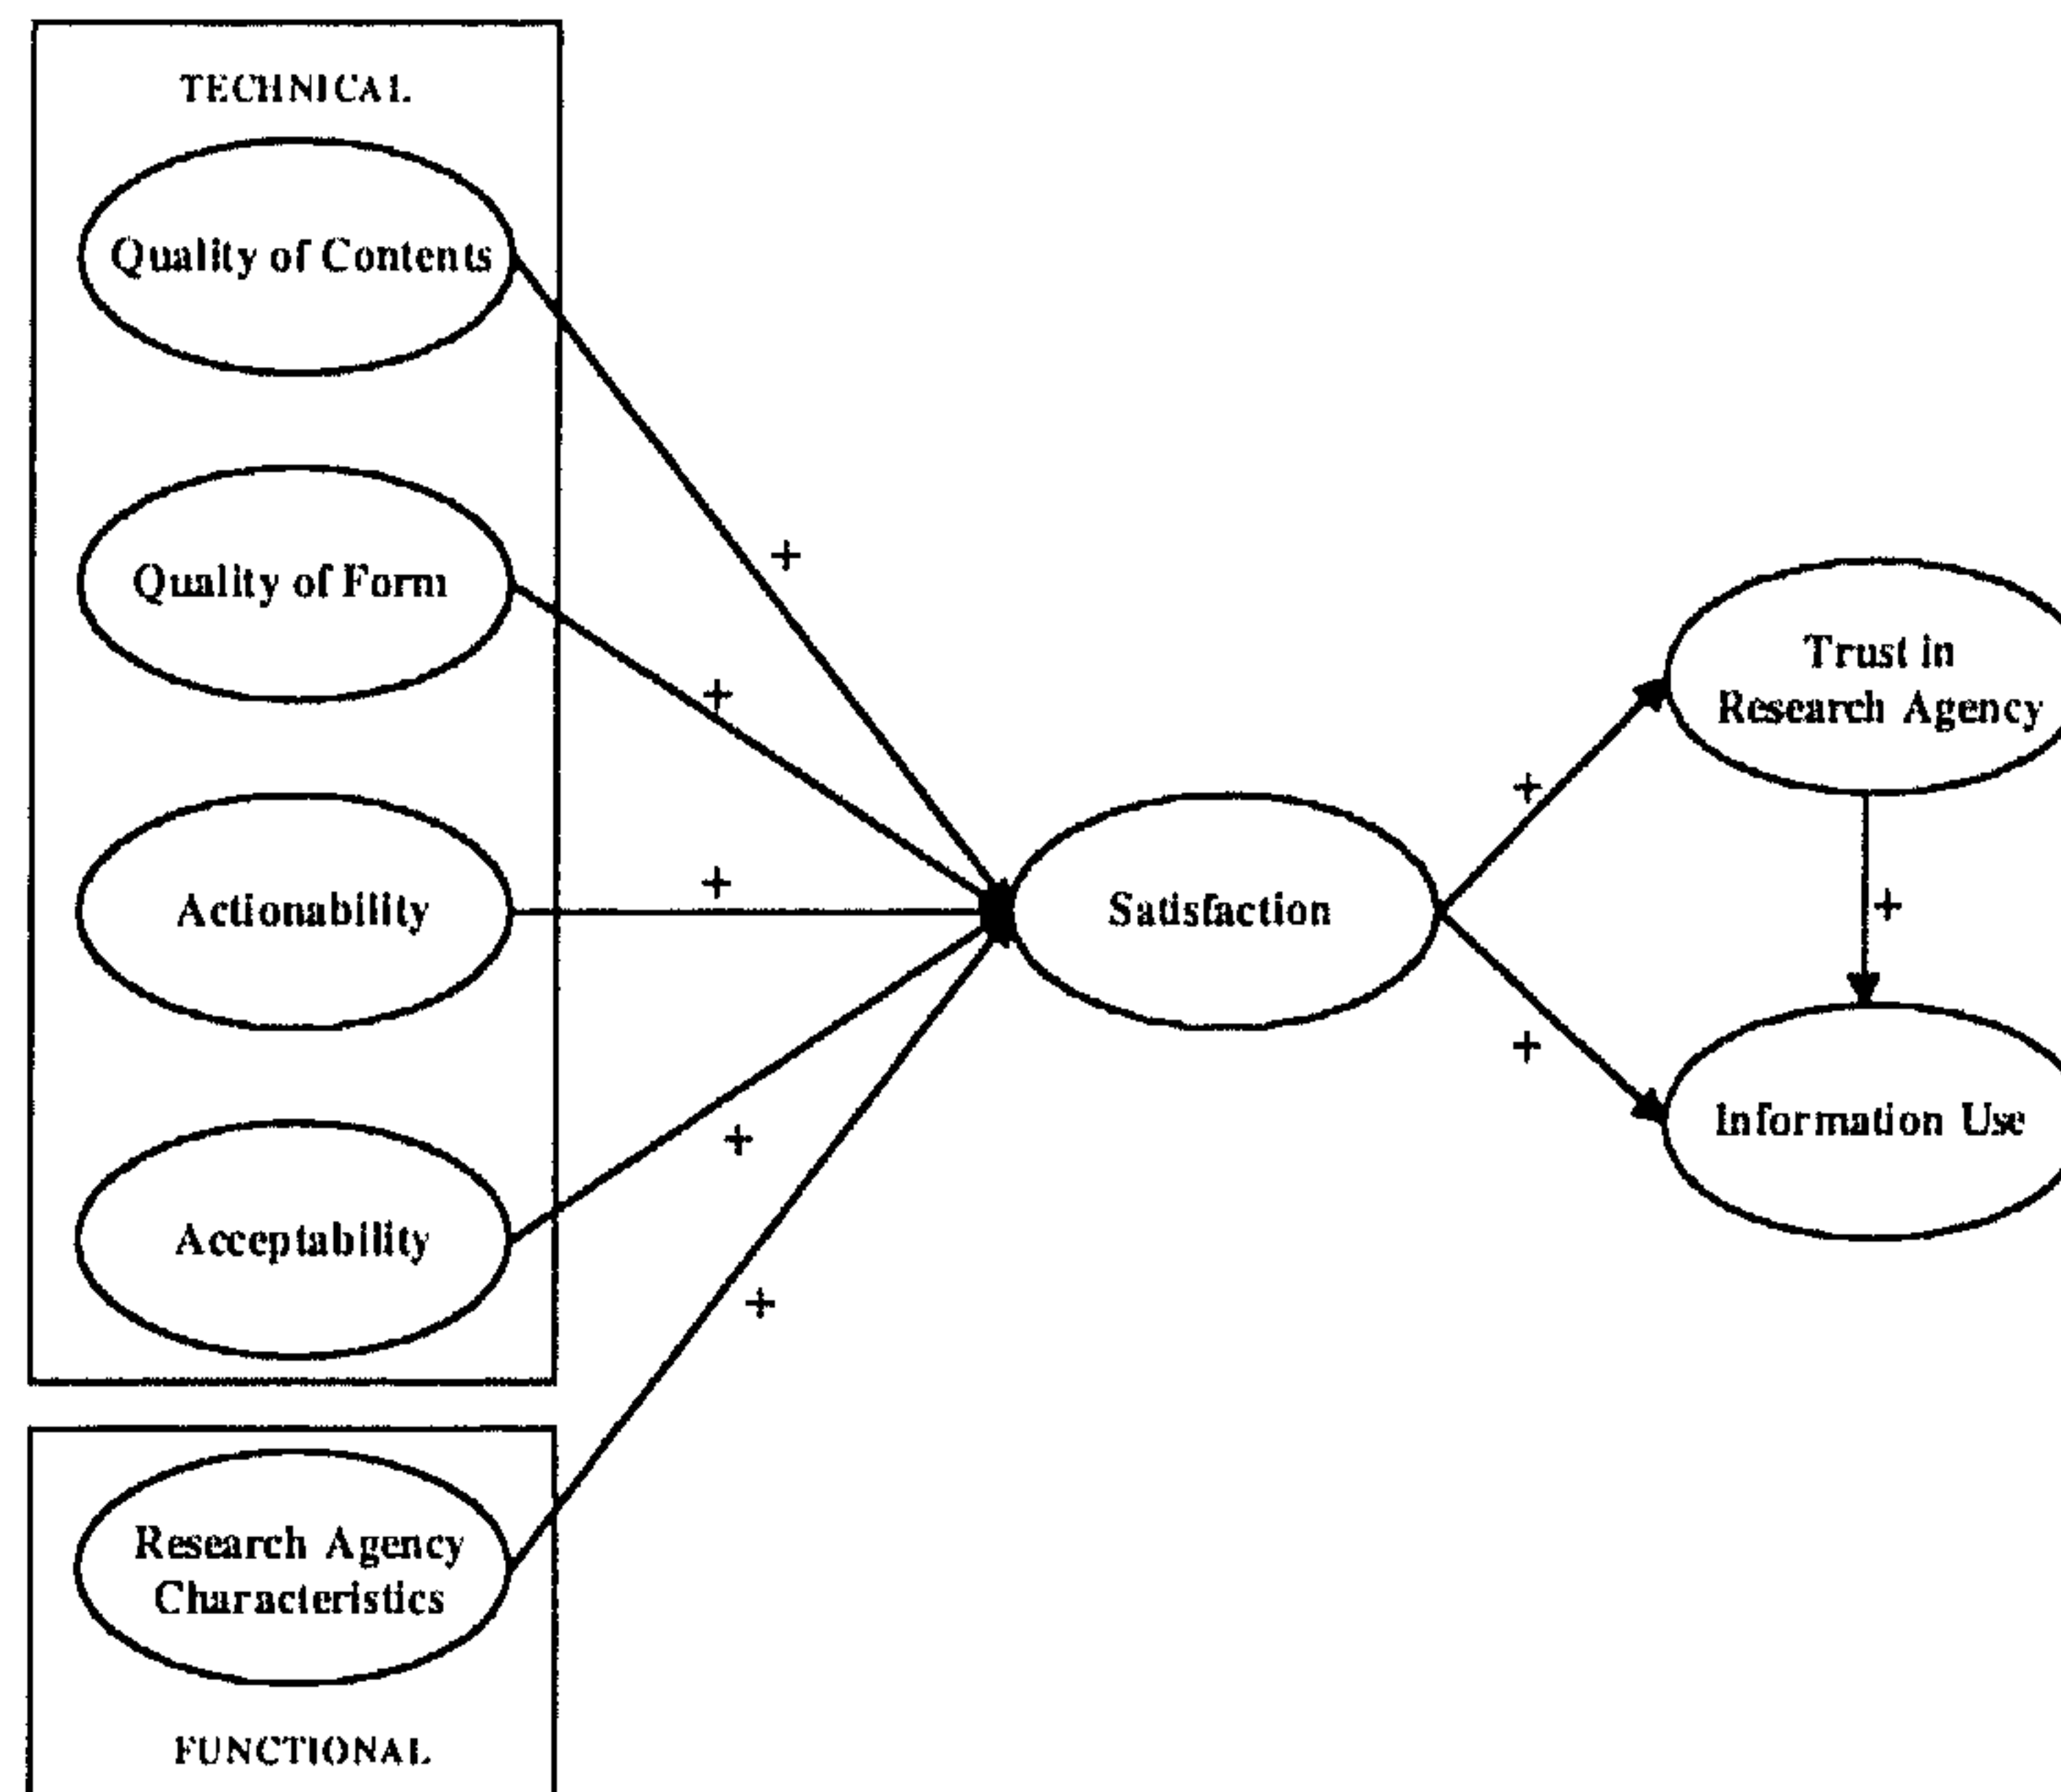 TECHNICAL
Quality of Contents
+
Quality of Form
+
Trust in
Research Agency
+
Actionability
+
Satisfaction
+
+
Information Use
Acceptability
+
+
Research Agency
Characteristics
FUNCTIONAL